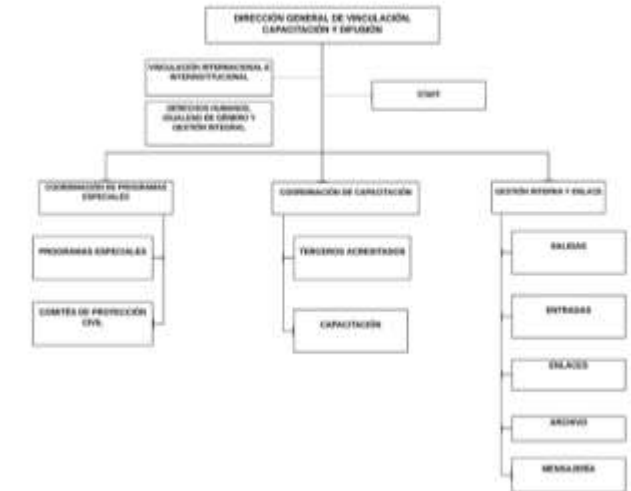 DIRECCIÓN GENERAL DE VINCULACIÓN,
CAPACITACIÓN Y DIFUSIÓN
VINCULACIÓN INTERNACIONAL E
INTERINSTITUCIONAL
STAFF
DERECHOS HUMANOS,
IGUALDAD DE GÉNERO Y
GESTIÓN INTEGRAL
COORDINACIÓN DE PROGRAMAS
ESPECIALES
COORDINACIÓN DE CAPACITACIÓN
GESTIÓN INTERNA Y ENLACE
PROGRAMAS ESPECIALES
TERCEROS ACREDITADOS
SALIDAS
COMITÉS DE PROTECCIÓN
CIVIL
CAPACITACIÓN
ENTRADAS
ENLACES
ARCHIVO
MENSAJERÍA